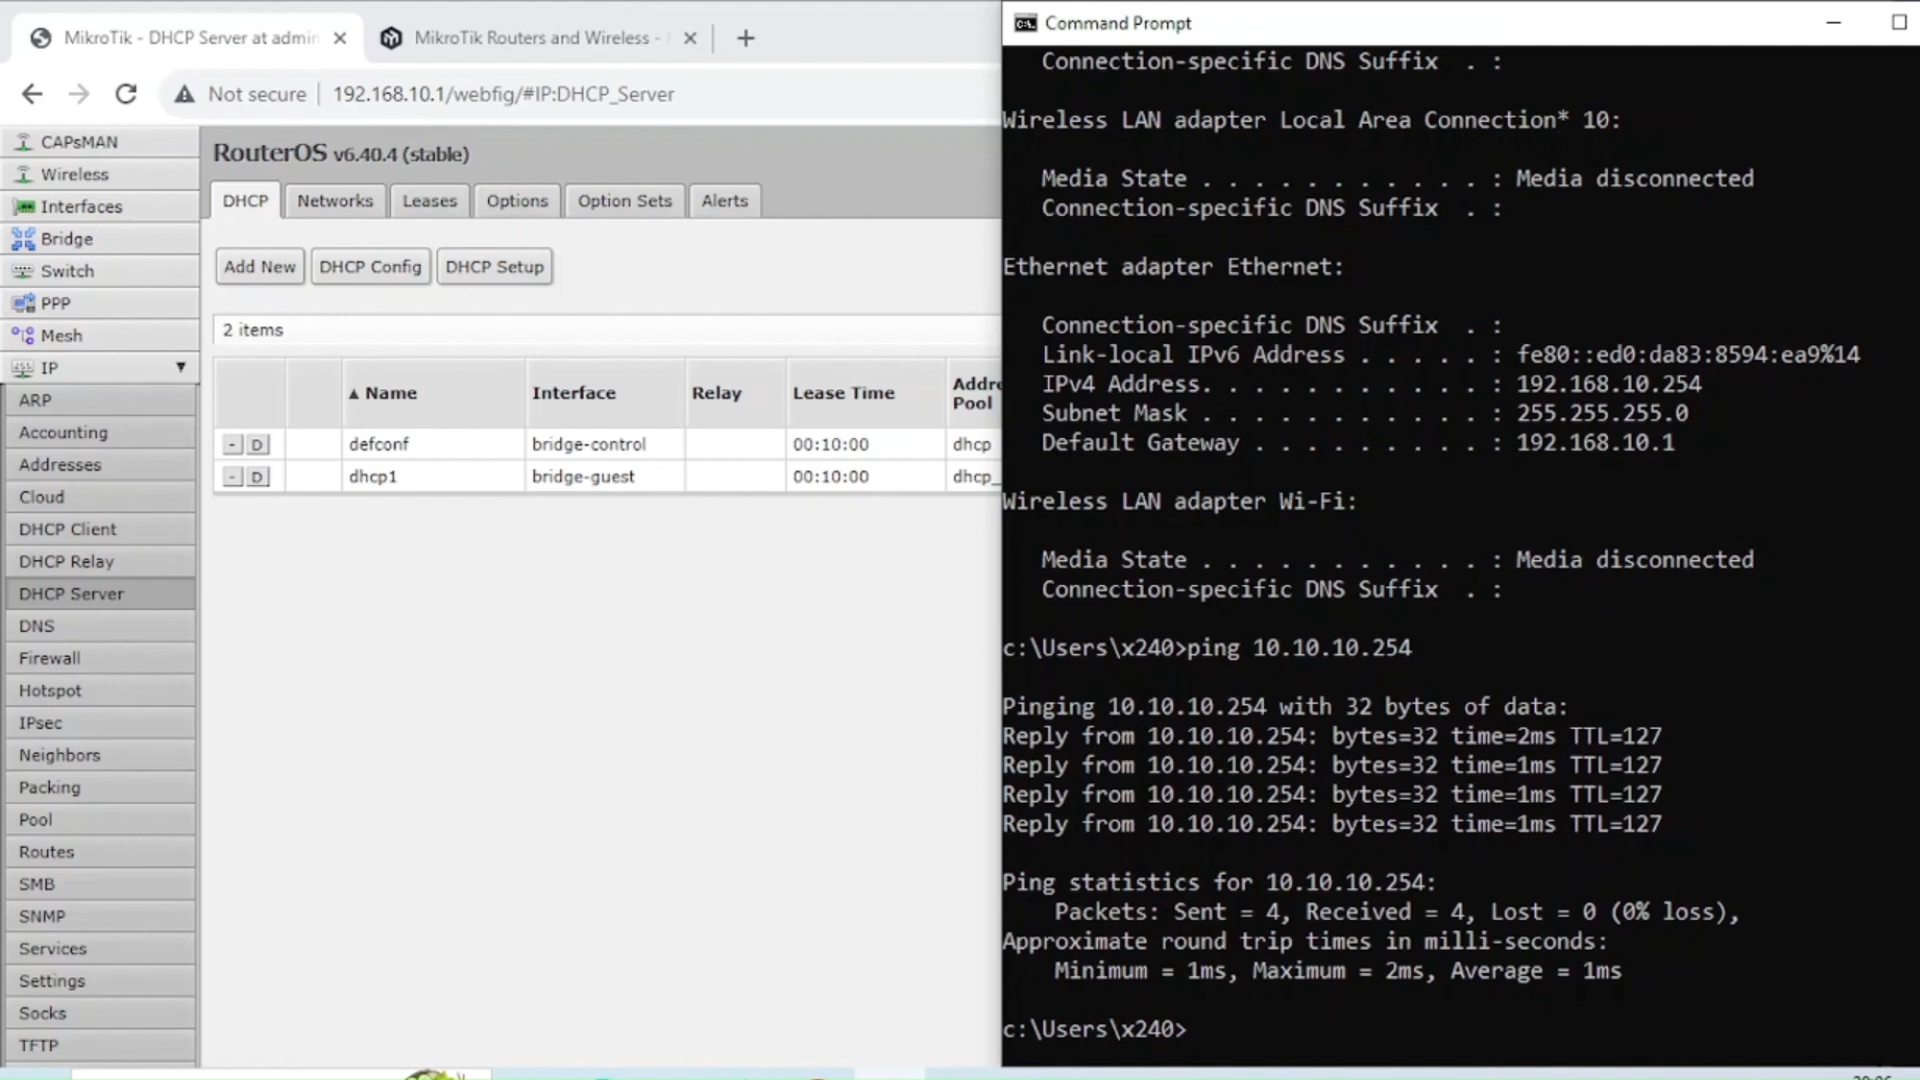 MikroTik - DHCP Server at admin
MikroTik Routers and Wireless -
Not secure
192.168.10.1/webfig/#IP:DHCP_Server
CAPsMAN
Wireless
Interfaces
Bridge
Switch
PPP
Mesh
IP
ARP
Accounting
Addresses
Cloud
DHCP Client
DHCP Relay
DHCP Server
DNS
Firewall
Hotspot
IPsec
Neighbors
Packing
Pool
Routes
SMB
SNMP
Services
Settings
Socks
TFTP
RouterOS v6.40.4 (stable)
DHCP Networks Leases Options Option Sets Alerts
Add New DHCP Config DHCP Setup
2 items
▲ Name Interface Relay Lease Time Addre
Pool
- D defconf bridge-control 00:10:00 dhcp
- D dhcp1 bridge-guest 00:10:00 dhcp_
Command Prompt
Connection-specific DNS Suffix . :
Wireless LAN adapter Local Area Connection* 10:
Media State . . . . . . . . . . . : Media disconnected
Connection-specific DNS Suffix . :
Ethernet adapter Ethernet:
Connection-specific DNS Suffix . :
Link-local IPv6 Address . . . . . : fe80::ed0:da83:8594:ea9%14
IPv4 Address. . . . . . . . . . . : 192.168.10.254
Subnet Mask . . . . . . . . . . . : 255.255.255.0
Default Gateway . . . . . . . . . : 192.168.10.1
Wireless LAN adapter Wi-Fi:
Media State . . . . . . . . . . . : Media disconnected
Connection-specific DNS Suffix . :
c:\Users\x240>ping 10.10.10.254
Pinging 10.10.10.254 with 32 bytes of data:
Reply from 10.10.10.254: bytes=32 time=2ms TTL=127
Reply from 10.10.10.254: bytes=32 time=1ms TTL=127
Reply from 10.10.10.254: bytes=32 time=1ms TTL=127
Reply from 10.10.10.254: bytes=32 time=1ms TTL=127
Ping statistics for 10.10.10.254:
Packets: Sent = 4, Received = 4, Lost = 0 (0% loss),
Approximate round trip times in milli-seconds:
Minimum = 1ms, Maximum = 2ms, Average = 1ms
c:\Users\x240>